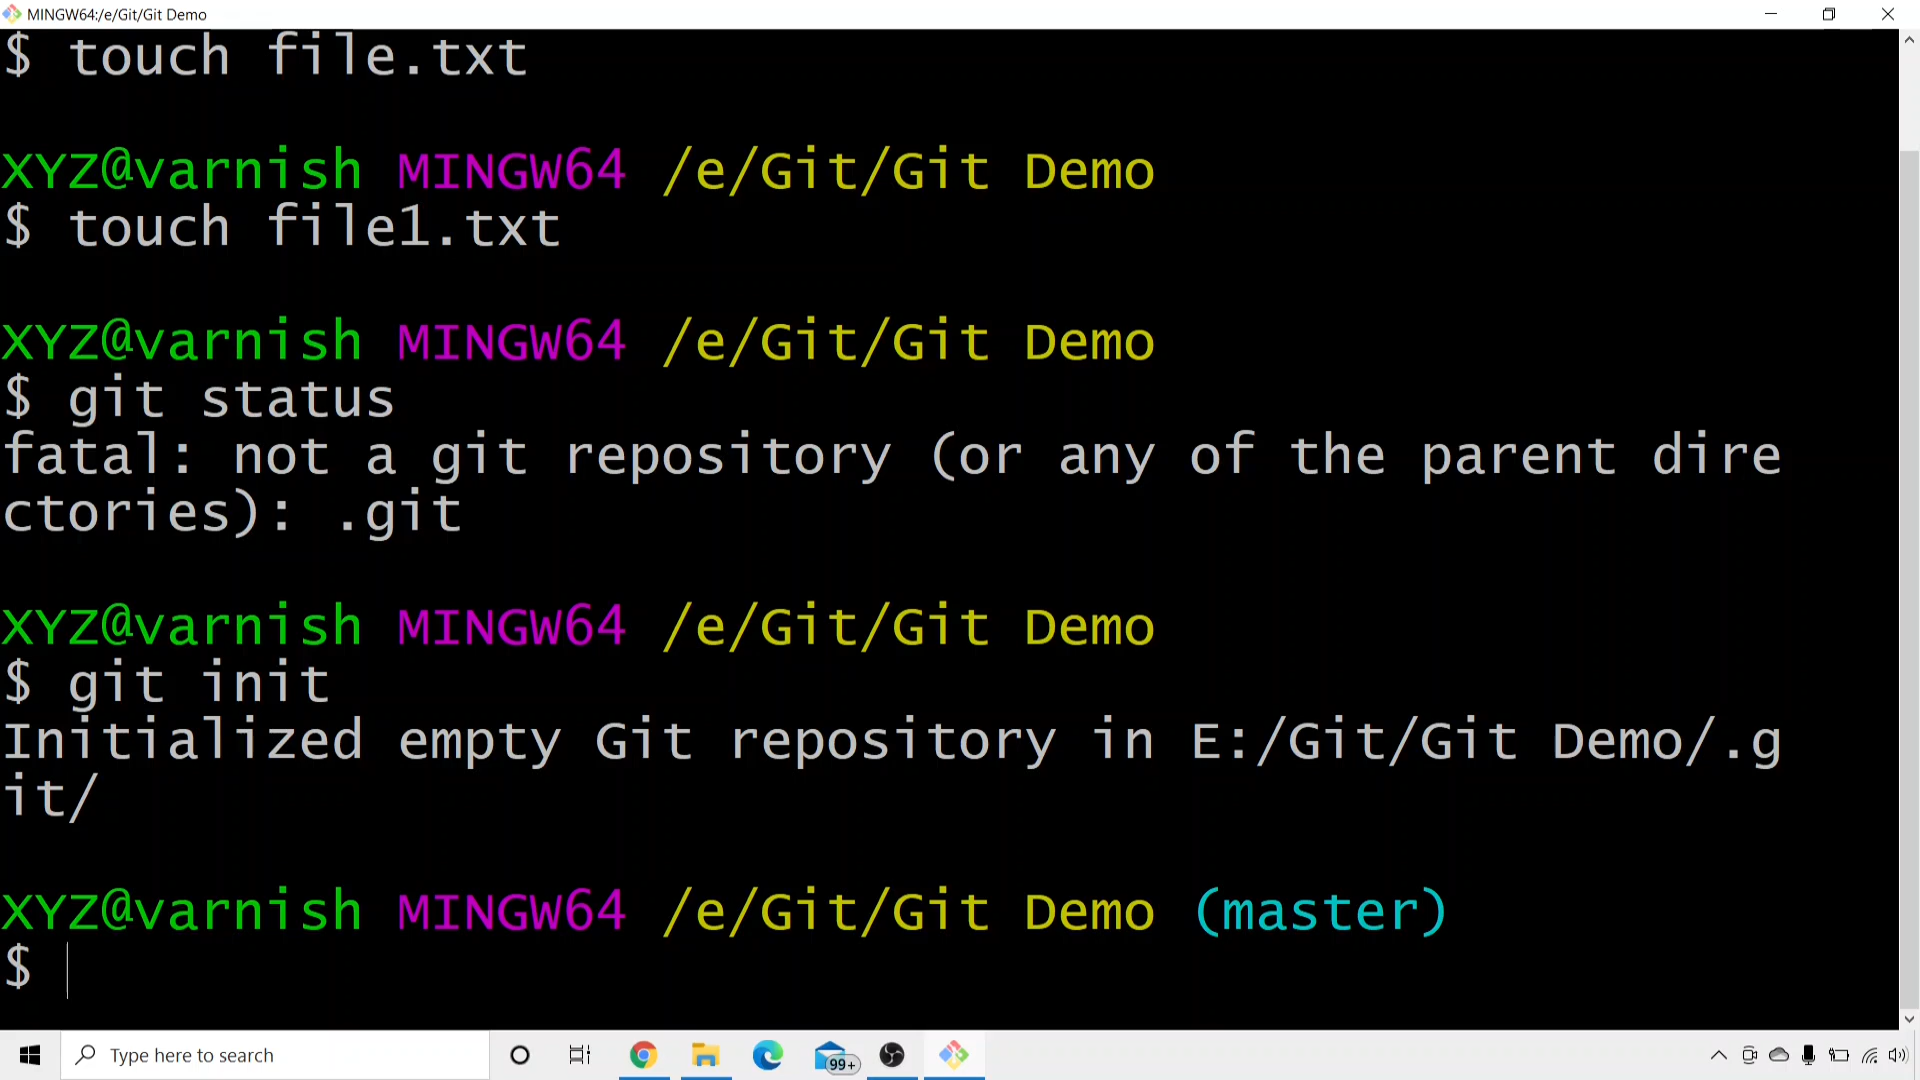 MINGW64:/e/Git/Git Demo
$ touch file.txt
XYZ@varnish MINGW64 /e/Git/Git Demo
$ touch file1.txt
XYZ@varnish MINGW64 /e/Git/Git Demo
$ git status
fatal: not a git repository (or any of the parent dire
ctories): .git
XYZ@varnish MINGW64 /e/Git/Git Demo
$ git init
Initialized empty Git repository in E:/Git/Git Demo/.g
it/
XYZ@varnish MINGW64 /e/Git/Git Demo (master)
$
Type here to search
99+